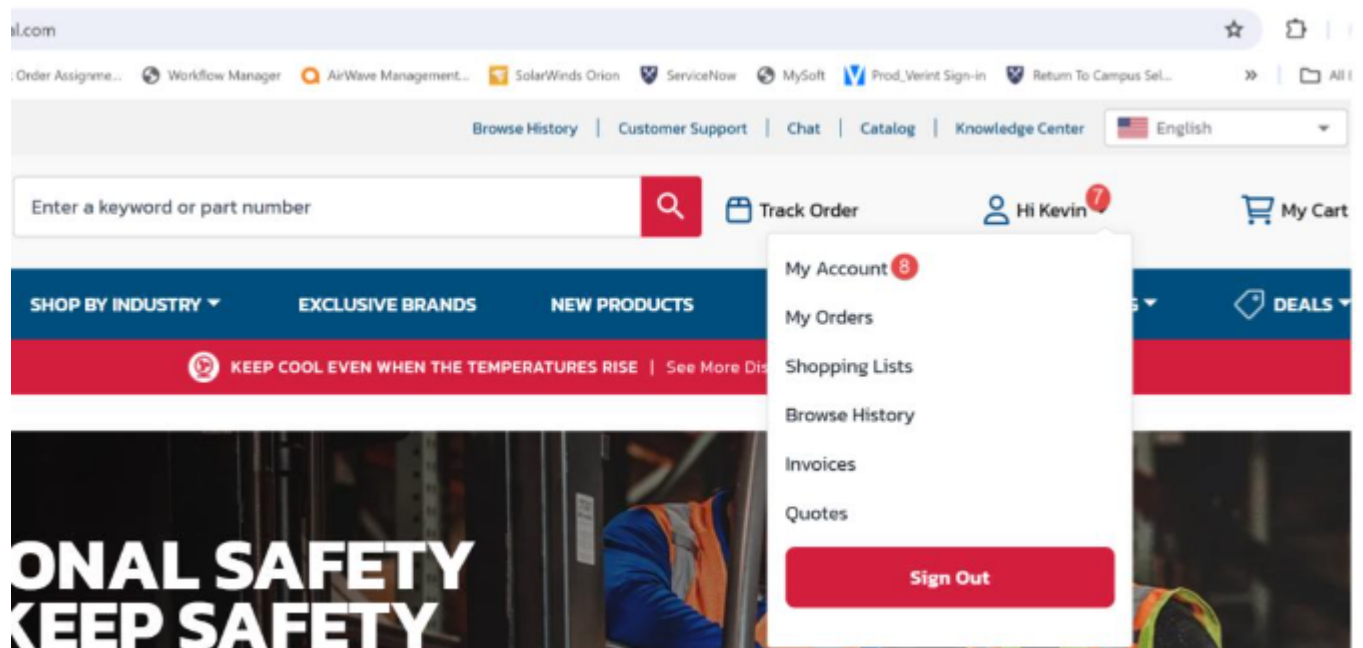 al.com
Order Assignme... Workflow Manager AirWave Management... SolarWinds Orion ServiceNow MySoft Prod_Verint Sign-in Return To Campus Sel... » All
Browse History | Customer Support | Chat | Catalog | Knowledge Center English
Enter a keyword or part number Track Order Hi Kevin 7 My Cart
My Account 8
SHOP BY INDUSTRY EXCLUSIVE BRANDS NEW PRODUCTS DEALS
My Orders
KEEP COOL EVEN WHEN THE TEMPERATURES RISE | See More Dis
Shopping Lists
Browse History
Invoices
Quotes
ONAL SAFETY
Sign Out
KEEP SAFETY